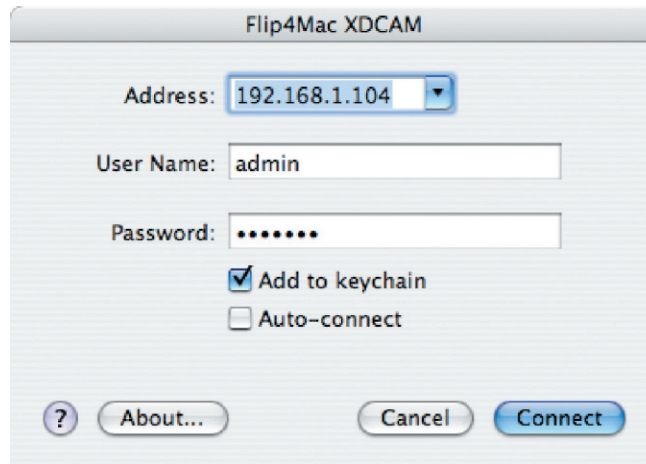 Flip4Mac XDCAM
Address: 192.168.1.104
User Name: admin
Password: •••••••
Add to keychain
Auto-connect
? About... Cancel Connect